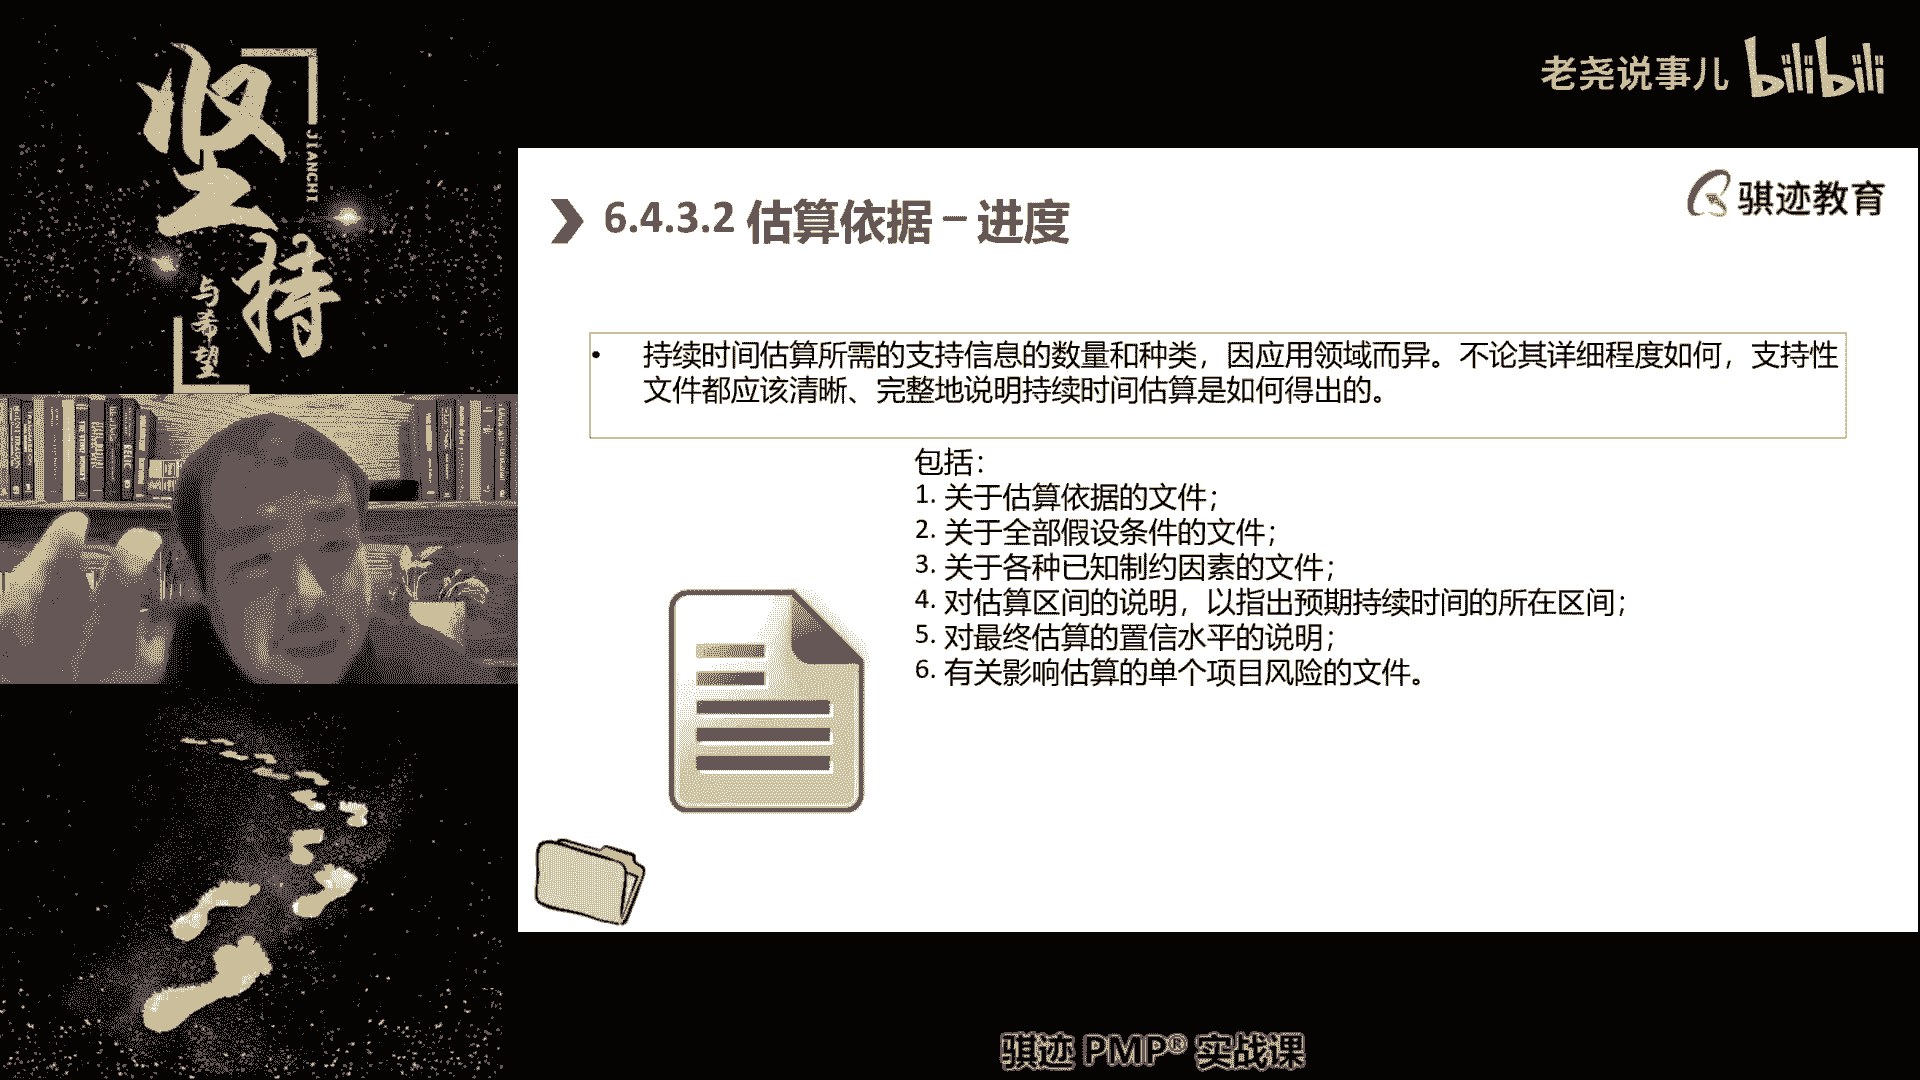 坚持
JIANCHI
与希望
老尧说事儿 bilibili
骐迹教育
6.4.3.2 估算依据 – 进度
• 持续时间估算所需的支持信息的数量和种类，因应用领域而异。不论其详细程度如何，支持性
文件都应该清晰、完整地说明持续时间估算是如何得出的。
包括：
1. 关于估算依据的文件；
2. 关于全部假设条件的文件；
3. 关于各种已知制约因素的文件；
4. 对估算区间的说明，以指出预期持续时间的所在区间；
5. 对最终估算的置信水平的说明；
6. 有关影响估算的单个项目风险的文件。
骐迹 PMP® 实战课